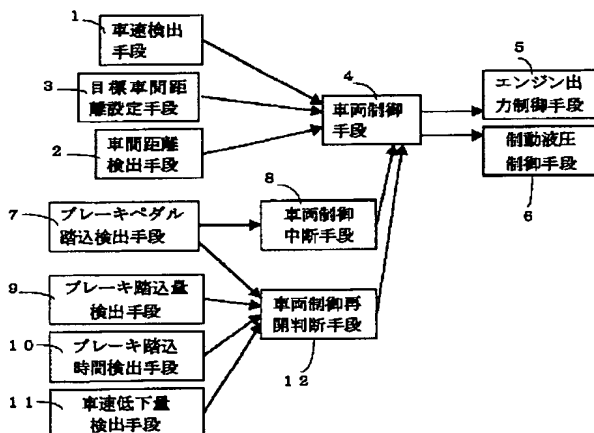 1
車速検出
手段
3
目標車間距
離設定手段
2
車間距離
検出手段
4
車両制御
手段
5
エンジン出
力制御手段
制動液圧
制御手段
6
7
ブレーキペダル
踏込検出手段
8
車両制御
中断手段
9
ブレーキ踏込量
検出手段
10
ブレーキ踏込
時間検出手段
11
車速低下量
検出手段
車両制御再
開判断手段
12